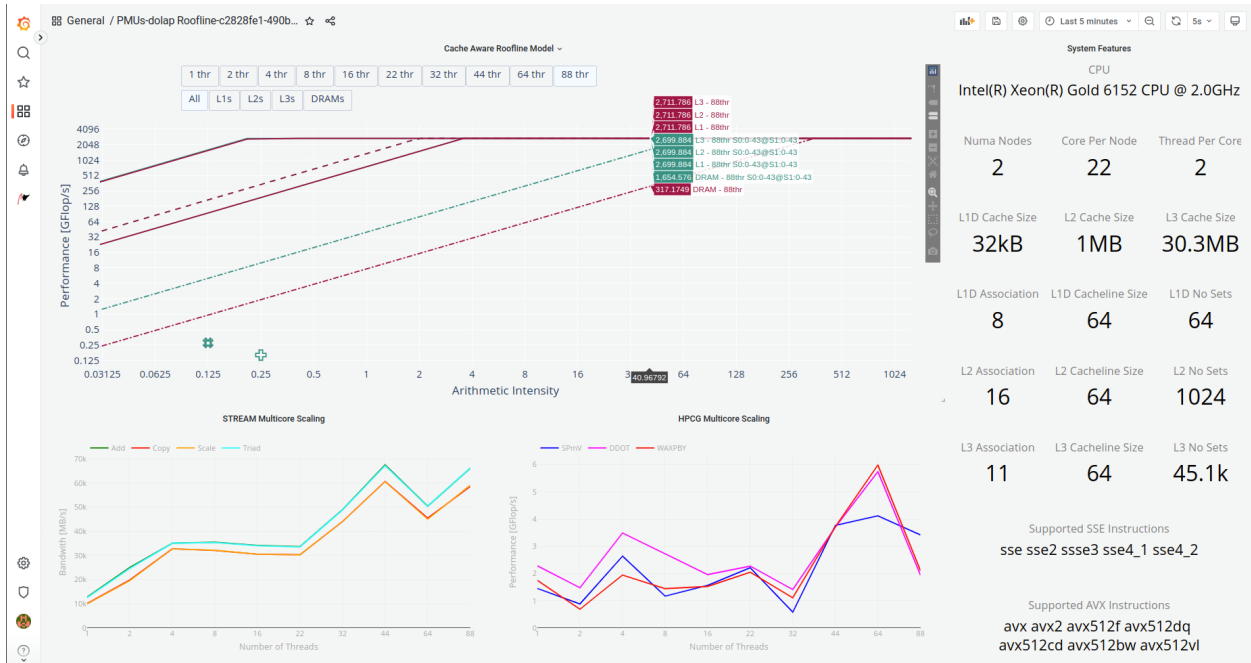 General / PMUs-dolap Roofline-c2828fe1-490b...
Last 5 minutes
5s
Cache Aware Roofline Model
1 thr 2 thr 4 thr 8 thr 16 thr 22 thr 32 thr 44 thr 64 thr 88 thr
All L1s L2s L3s DRAMs
2,711.786 L3 - 88thr
2,711.786 L2 - 88thr
2,711.786 L1 - 88thr
2,699.884 L3 - 88thr S0:0-43@S1:0-43
2,699.884 L2 - 88thr S0:0-43@S1:0-43
2,699.884 L1 - 88thr S0:0-43@S1:0-43
1,654.576 DRAM - 88thr S0:0-43@S1:0-43
317.1749 DRAM - 88thr
4096
2048
1024
512
256
128
64
32
16
8
4
2
1
0.5
0.25
0.125
Performance [GFlop/s]
0.03125 0.0625 0.125 0.25 0.5 1 2 4 8 16 3 40.96792 64 128 256 512 1024
Arithmetic Intensity
STREAM Multicore Scaling
Add Copy Scale Triad
70k
60k
50k
40k
30k
20k
10k
0
Bandwith [MB/s]
1 2 4 8 16 22 32 44 64 88
Number of Threads
HPCG Multicore Scaling
SPmV DDOT WAXPBY
6
5
4
3
2
1
0
Performance [GFlop/s]
1 2 4 8 16 22 32 44 64 88
Number of Threads
System Features
CPU
Intel(R) Xeon(R) Gold 6152 CPU @ 2.0GHz
Numa Nodes Core Per Node Thread Per Core
2 22 2
L1D Cache Size L2 Cache Size L3 Cache Size
32kB 1MB 30.3MB
L1D Association L1D Cacheline Size L1D No Sets
8 64 64
L2 Association L2 Cacheline Size L2 No Sets
16 64 1024
L3 Association L3 Cacheline Size L3 No Sets
11 64 45.1k
Supported SSE Instructions
sse sse2 ssse3 sse4_1 sse4_2
Supported AVX Instructions
avx avx2 avx512f avx512dq
avx512cd avx512bw avx512vl